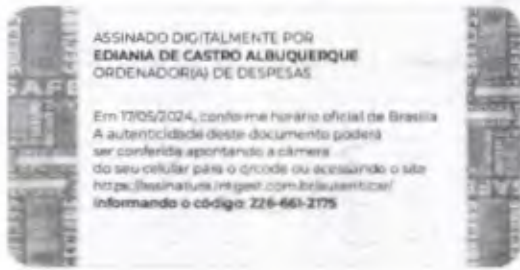 ASSINADO DIGITALMENTE POR
EDIANIA DE CASTRO ALBUQUERQUE
ORDENADOR(A) DE DESPESAS
Em 17/05/2024, conforme horário oficial de Brasília
A autenticidade deste documento poderá
ser conferida apontando a câmera
do seu celular para o qrcode ou acessando o site
https://assinatura.mgest.com.br/autenticar/
informando o código: 226-661-2175
SAFE